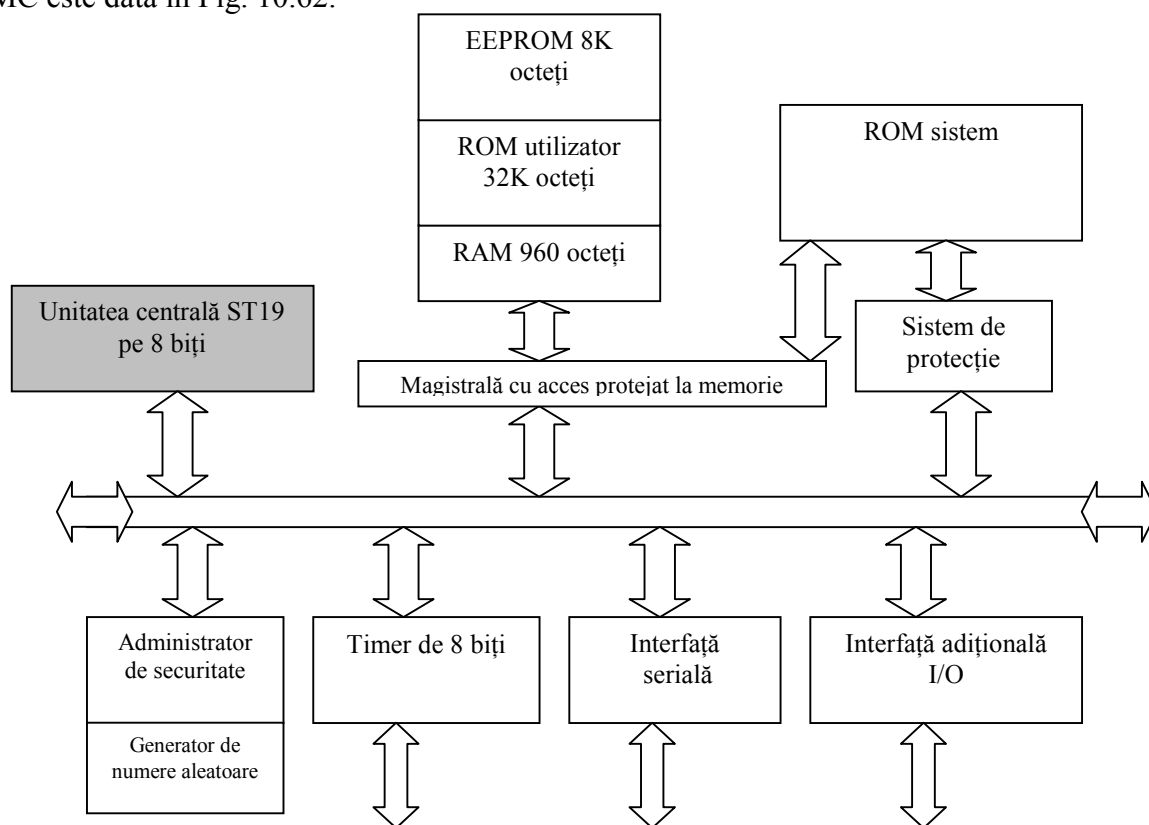 MC este dată în Fig. 10.62.
EEPROM 8K
octeți
ROM utilizator
32K octeți
RAM 960 octeți
ROM sistem
Unitatea centrală ST19
pe 8 biți
Sistem de
protecție
Magistrală cu acces protejat la memorie
Administrator
de securitate
Generator de
numere aleatoare
Timer de 8 biți
Interfață
serială
Interfață adițională
I/O